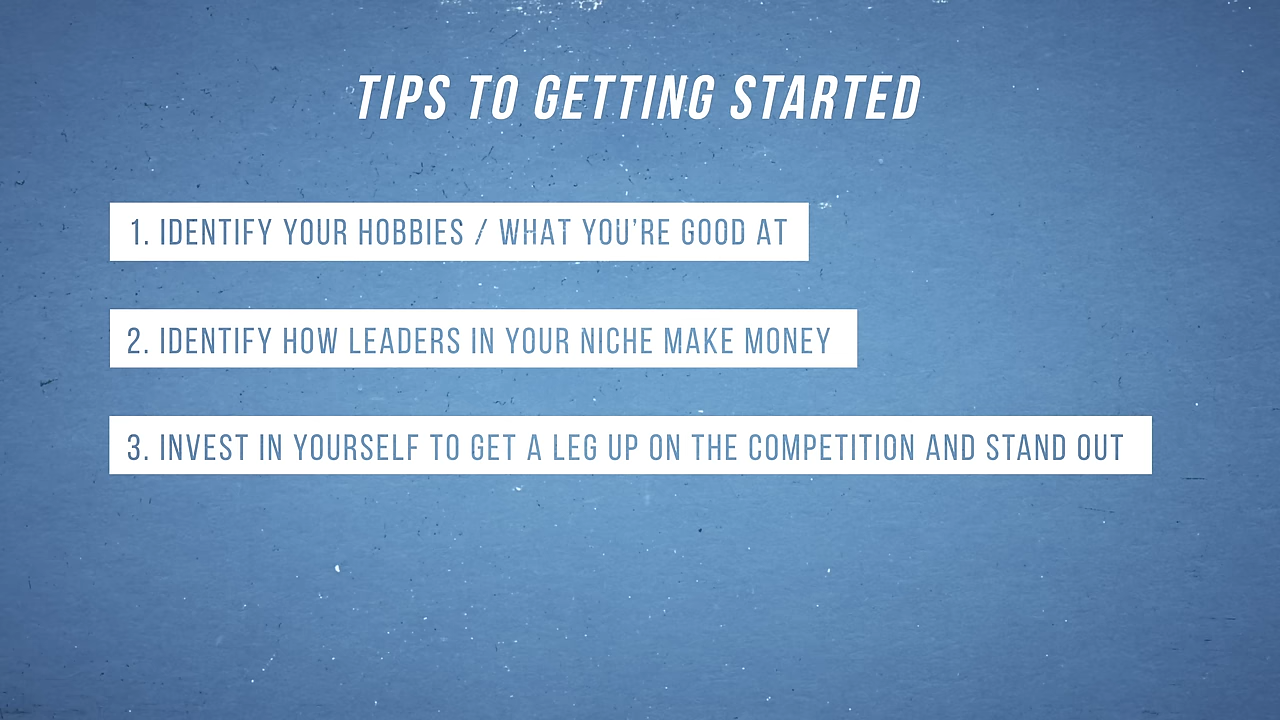 TIPS TO GETTING STARTED
1. IDENTIFY YOUR HOBBIES / WHAT YOU'RE GOOD AT
2. IDENTIFY HOW LEADERS IN YOUR NICHE MAKE MONEY
3. INVEST IN YOURSELF TO GET A LEG UP ON THE COMPETITION AND STAND OUT